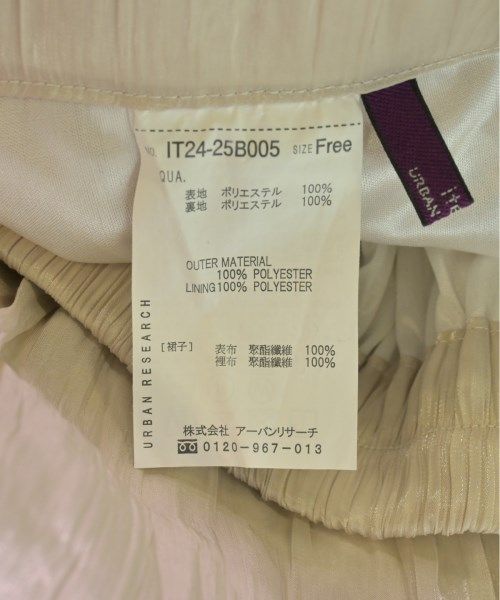 NO. IT24-25B005 SIZE Free
QUA.
表地 ポリエステル 100%
裏地 ポリエステル 100%
OUTER MATERIAL
100% POLYESTER
LINING 100% POLYESTER
[裙子] 表布 聚酯纖維 100%
裡布 聚酯纖維 100%
株式会社 アーバンリサーチ
0120-967-013
URBAN RESEARCH
URBAN